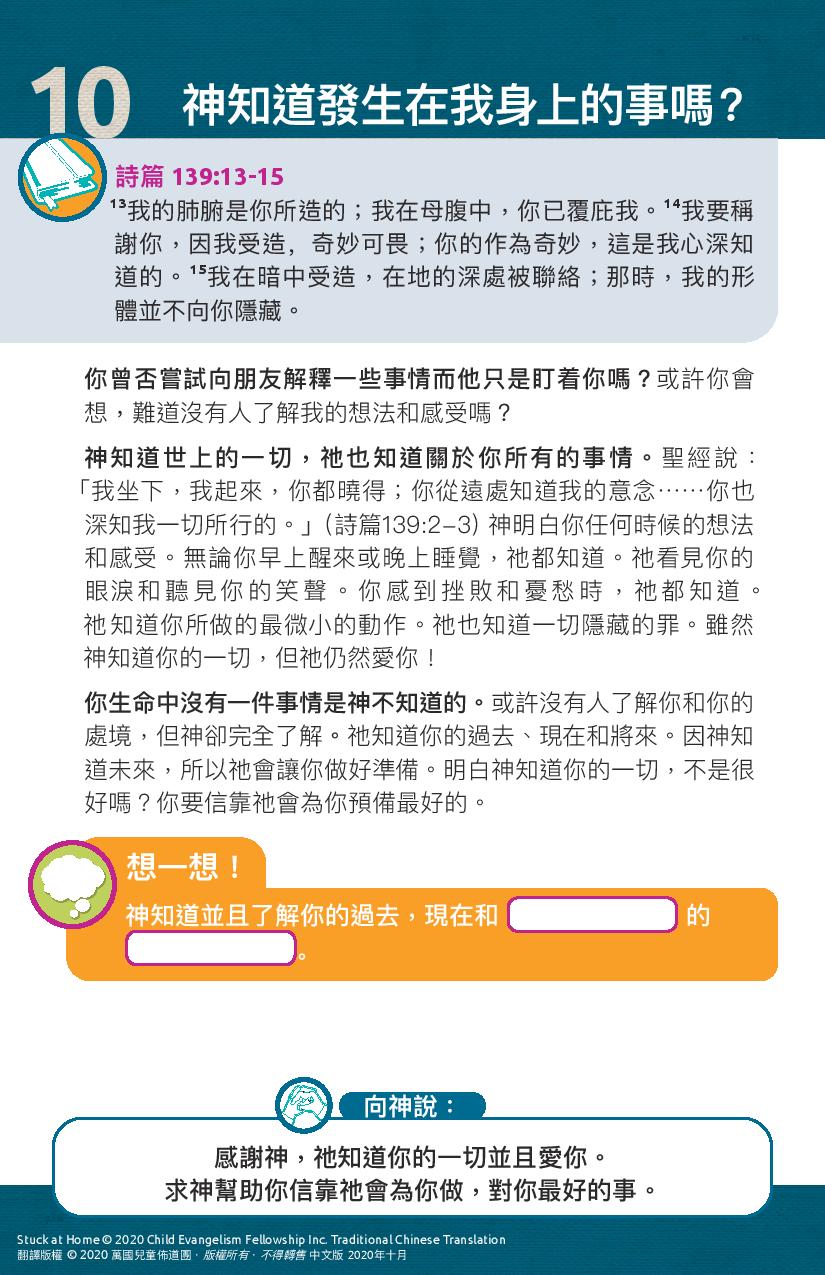 10
神知道發生在我身上的事嗎？
詩篇 139:13-15
¹³我的肺腑是你所造的；我在母腹中，你已覆庇我。¹⁴我要稱
謝你，因我受造，奇妙可畏；你的作為奇妙，這是我心深知
道的。¹⁵我在暗中受造，在地的深處被聯絡；那時，我的形
體並不向你隱藏。
你曾否嘗試向朋友解釋一些事情而他只是盯着你嗎？或許你會
想，難道沒有人了解我的想法和感受嗎？
神知道世上的一切，祂也知道關於你所有的事情。聖經說：
「我坐下，我起來，你都曉得；你從遠處知道我的意念⋯⋯你也
深知我一切所行的。」(詩篇139:2–3) 神明白你任何時候的想法
和感受。無論你早上醒來或晚上睡覺，祂都知道。祂看見你的
眼淚和聽見你的笑聲。你感到挫敗和憂愁時，祂都知道。
祂知道你所做的最微小的動作。祂也知道一切隱藏的罪。雖然
神知道你的一切，但祂仍然愛你！
你生命中沒有一件事情是神不知道的。或許沒有人了解你和你的
處境，但神卻完全了解。祂知道你的過去、現在和將來。因神知
道未來，所以祂會讓你做好準備。明白神知道你的一切，不是很
好嗎？你要信靠祂會為你預備最好的。
想一想！
神知道並且了解你的過去，現在和 的
。
向神說：
感謝神，祂知道你的一切並且愛你。
求神幫助你信靠祂會為你做，對你最好的事。
Stuck at Home © 2020 Child Evangelism Fellowship Inc. Traditional Chinese Translation
翻譯版權 © 2020 萬國兒童佈道團．版權所有．不得轉售 中文版 2020年十月